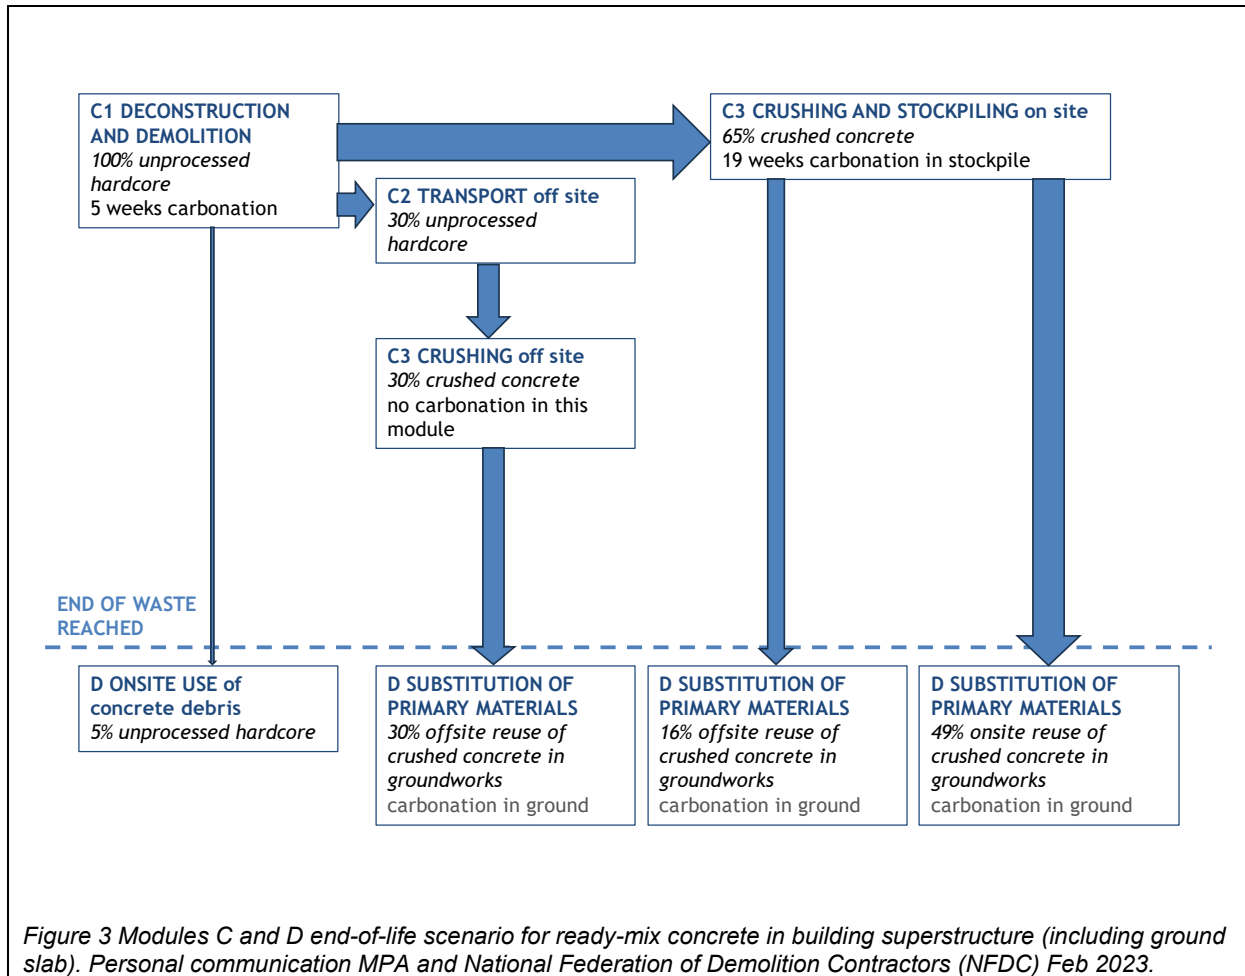 C1 DECONSTRUCTION
AND DEMOLITION
100% unprocessed
hardcore
5 weeks carbonation
C3 CRUSHING AND STOCKPILING on site
65% crushed concrete
19 weeks carbonation in stockpile
C2 TRANSPORT off site
30% unprocessed
hardcore
C3 CRUSHING off site
30% crushed concrete
no carbonation in this
module
END OF WASTE
REACHED
D ONSITE USE of
concrete debris
5% unprocessed hardcore
D SUBSTITUTION OF
PRIMARY MATERIALS
30% offsite reuse of
crushed concrete in
groundworks
carbonation in ground
D SUBSTITUTION OF
PRIMARY MATERIALS
16% offsite reuse of
crushed concrete in
groundworks
carbonation in ground
D SUBSTITUTION OF
PRIMARY MATERIALS
49% onsite reuse of
crushed concrete in
groundworks
carbonation in ground
Figure 3 Modules C and D end-of-life scenario for ready-mix concrete in building superstructure (including ground
slab). Personal communication MPA and National Federation of Demolition Contractors (NFDC) Feb 2023.